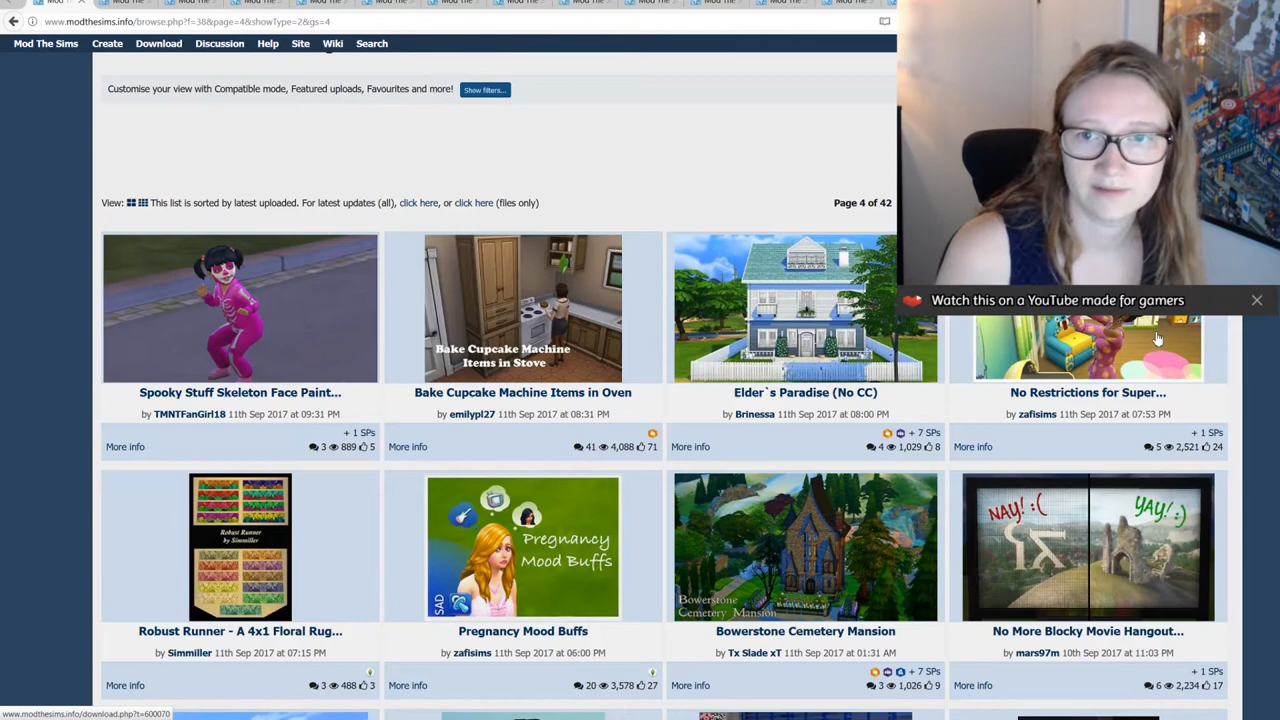 Mod The
modthesims.info/browse.php?f=38&page=4&showType=2&gs=4
Mod The Sims Create Download Discussion Help Site Wiki Search
Customise your view with Compatible mode, Featured uploads, Favourites and more! Show filters...
View: This list is sorted by latest uploaded. For latest updates (all), click here, or click here (files only) Page 4 of 42
Watch this on a YouTube made for gamers
Bake Cupcake Machine
Items in Stove
Spooky Stuff Skeleton Face Paint... Bake Cupcake Machine Items in Oven Elder`s Paradise (No CC) No Restrictions for Super...
by TMNTFanGirl18 11th Sep 2017 at 09:31 PM by emilypl27 11th Sep 2017 at 08:31 PM by Brinessa 11th Sep 2017 at 08:00 PM by zafisims 11th Sep 2017 at 07:53 PM
+ 1 SPs + 7 SPs + 1 SPs
More info 3 889 5 More info 41 4,088 71 More info 4 1,029 8 More info 5 2,521 24
Robust Runner
by Simmiller
Pregnancy
Mood Buffs
SAD
Bowerstone
Cemetery Mansion
NAY! :( YAY! :)
Robust Runner - A 4x1 Floral Rug... Pregnancy Mood Buffs Bowerstone Cemetery Mansion No More Blocky Movie Hangout...
by Simmiller 11th Sep 2017 at 07:15 PM by zafisims 11th Sep 2017 at 06:00 PM by Tx Slade xT 11th Sep 2017 at 01:31 AM by mars97m 10th Sep 2017 at 11:03 PM
+ 7 SPs + 1 SPs
More info 3 488 3 More info 20 3,578 27 More info 3 1,026 9 More info 6 2,234 17
www.modthesims.info/download.php?t=600070